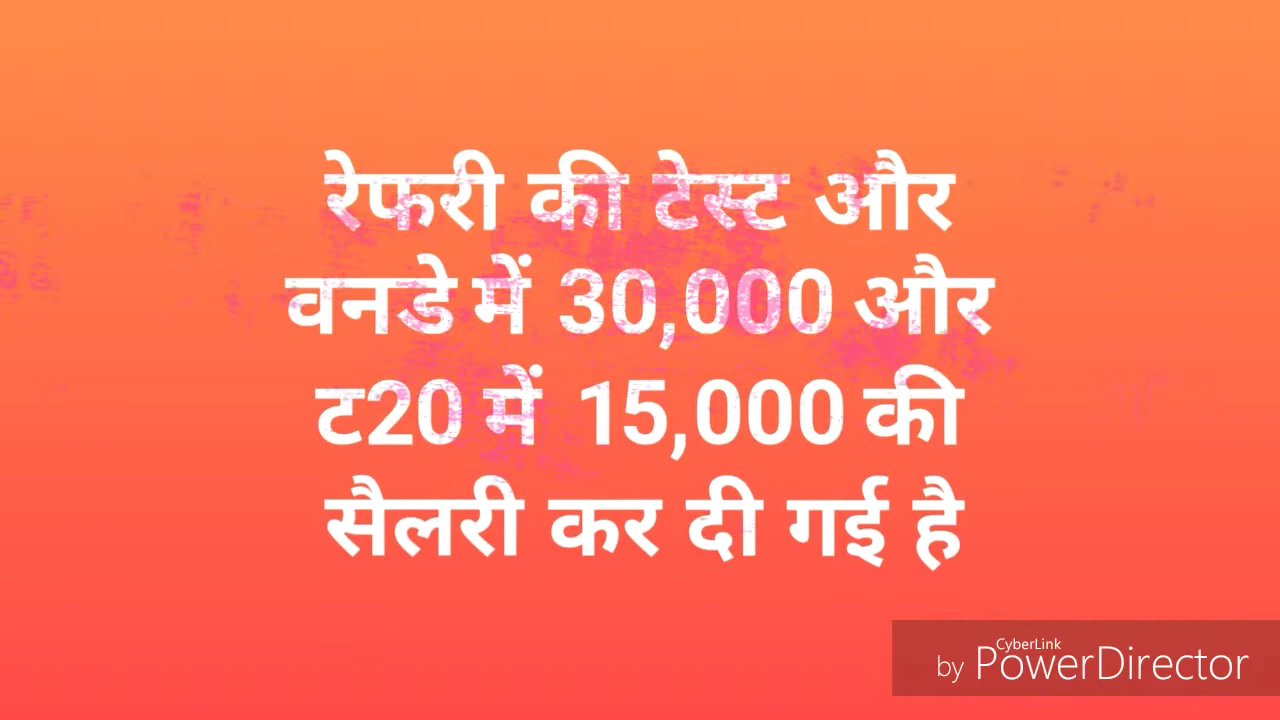 रेफरी की टेस्ट और
वनडे में 30,000 और
ट20 में 15,000 की
सैलरी कर दी गई है
CyberLink
by PowerDirector